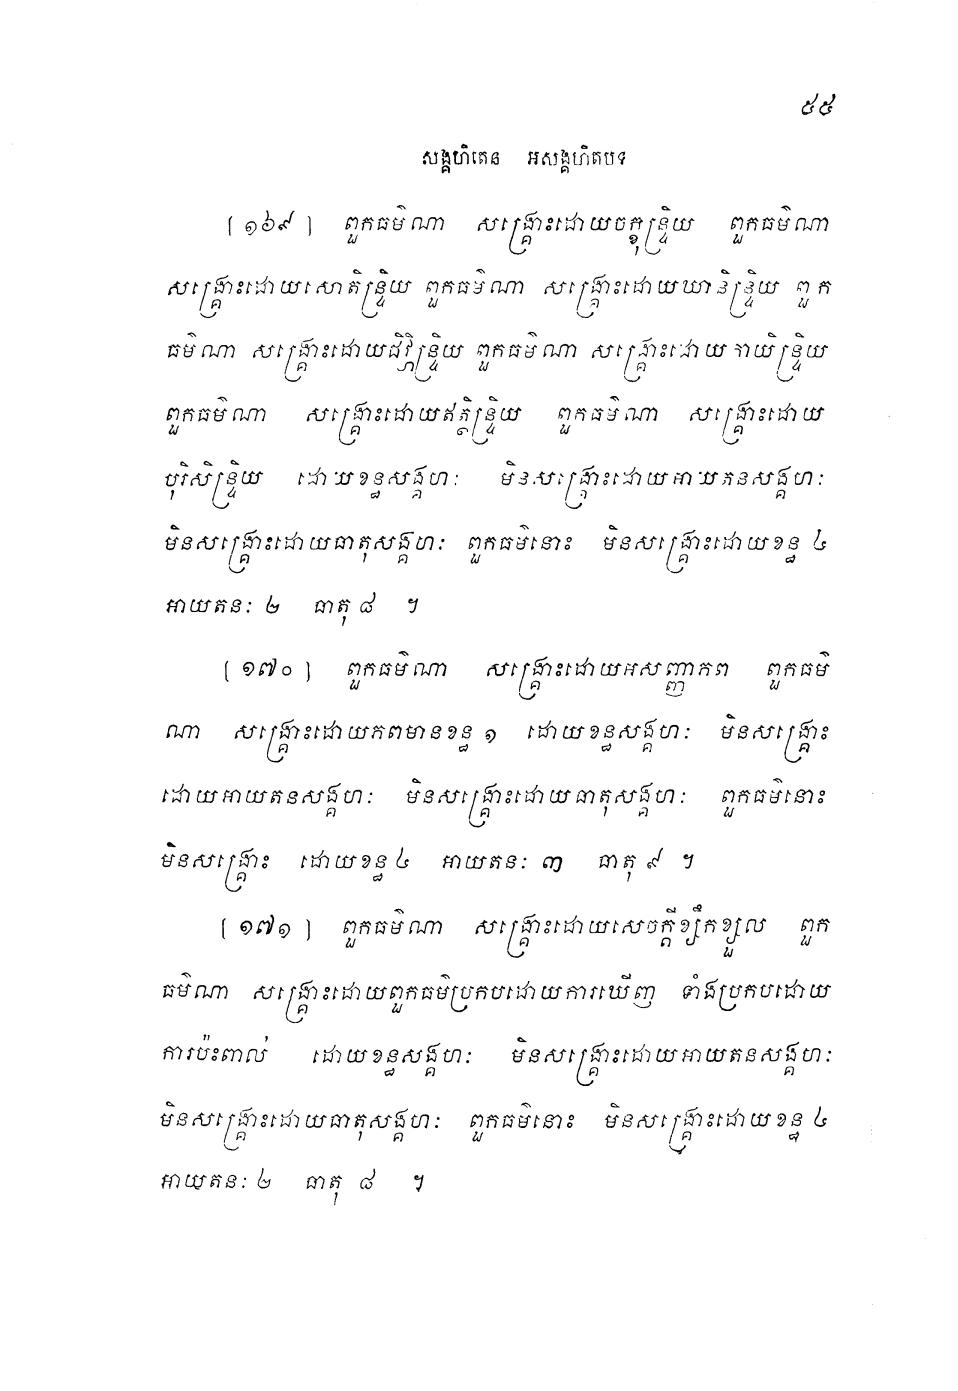 ៥៥
សង្គហិតេន អសង្គហិតបទ
[១៦៩] ពួកធម៌ណា សង្គ្រោះដោយចក្ខុន្ទ្រិយ ពួកធម៌ណា
សង្គ្រោះដោយសោតិន្ទ្រិយ ពួកធម៌ណា សង្គ្រោះដោយឃានិន្ទ្រិយ ពួក
ធម៌ណា សង្គ្រោះដោយជិវ្ហិន្ទ្រិយ ពួកធម៌ណា សង្គ្រោះដោយកាយិន្ទ្រិយ
ពួកធម៌ណា សង្គ្រោះដោយឥត្ថិន្ទ្រិយ ពួកធម៌ណា សង្គ្រោះដោយ
បុរិសិន្ទ្រិយ ដោយខន្ធសង្គហៈ មិនសង្គ្រោះដោយអាយតនសង្គហៈ
មិនសង្គ្រោះដោយធាតុសង្គហៈ ពួកធម៌នោះ មិនសង្គ្រោះដោយខន្ធ ៤
អាយតនៈ ២ ធាតុ ៨ ។
[១៧០] ពួកធម៌ណា សង្គ្រោះដោយអសញ្ញាភព ពួកធម៌
ណា សង្គ្រោះដោយភពមានខន្ធ ១ ដោយខន្ធសង្គហៈ មិនសង្គ្រោះ
ដោយអាយតនសង្គហៈ មិនសង្គ្រោះដោយធាតុសង្គហៈ ពួកធម៌នោះ
មិនសង្គ្រោះ ដោយខន្ធ ៤ អាយតនៈ ៣ ធាតុ ៩ ។
[១៧១] ពួកធម៌ណា សង្គ្រោះដោយសេចក្តីខ្សឹកខ្សួល ពួក
ធម៌ណា សង្គ្រោះដោយពួកធម៌ប្រកបដោយការឃើញ ទាំងប្រកបដោយ
ការប៉ះពាល់ ដោយខន្ធសង្គហៈ មិនសង្គ្រោះដោយអាយតនសង្គហៈ
មិនសង្គ្រោះដោយធាតុសង្គហៈ ពួកធម៌នោះ មិនសង្គ្រោះដោយខន្ធ ៤
អាយតនៈ ២ ធាតុ ៨ ។